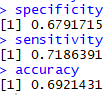 > specificity
[1] 0.6791715
> sensitivity
[1] 0.7186391
> accuracy
[1] 0.6921431